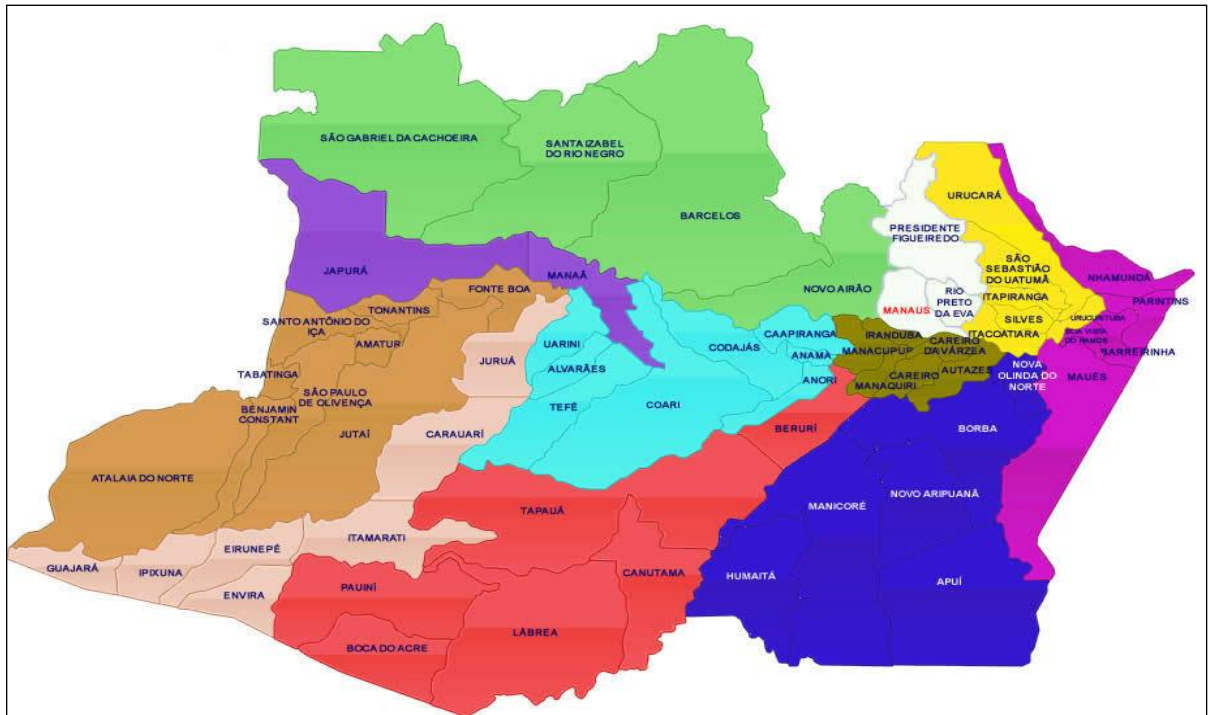 SÃO GABRIEL DA CACHOEIRA
SANTA IZABEL
DO RIO NEGRO
BARCELOS
URUCARÁ
PRESIDENTE
FIGUEIREDO
JAPURÁ
MANAÃ
SÃO
SEBASTIÃO
DO UATUMÃ
NHAMUNDÁ
FONTE BOA
NOVO AIRÃO
RIO
PRETO
DA EVA
MANAUS
ITAPIRANGA
PARINTINS
TONANTINS
SANTO ANTÔNIO DO
IÇA
SILVES
URUCURITUBA
AMATUR
UARINI
CODAJÁS
CAAPIRANGA
IRANDUBA
CAREIRO
DA VÁRZEA
ITACOATIARA
BOA VISTA
DO RAMOS
BARREIRINHA
JURUÁ
ALVARÃES
ANAMÃ
MANACUPUP
TABATINGA
SÃO PAULO
DE OLIVENÇA
ANORI
CAREIRO
AUTAZES
NOVA
OLINDA DO
NORTE
MAUÉS
MANAQUIRI
BENJAMIN
CONSTANT
TEFÉ
COARI
JUTAÍ
CARAUARÍ
BERURÍ
BORBA
ATALAIA DO NORTE
TAPAUÁ
MANICORÉ
NOVO ARIPUANÃ
ITAMARATI
EIRUNEPÉ
GUAJARÁ
IPIXUNA
ENVIRA
PAUINÍ
CANUTAMA
HUMAITÁ
APUÍ
LÁBREA
BOCA DO ACRE